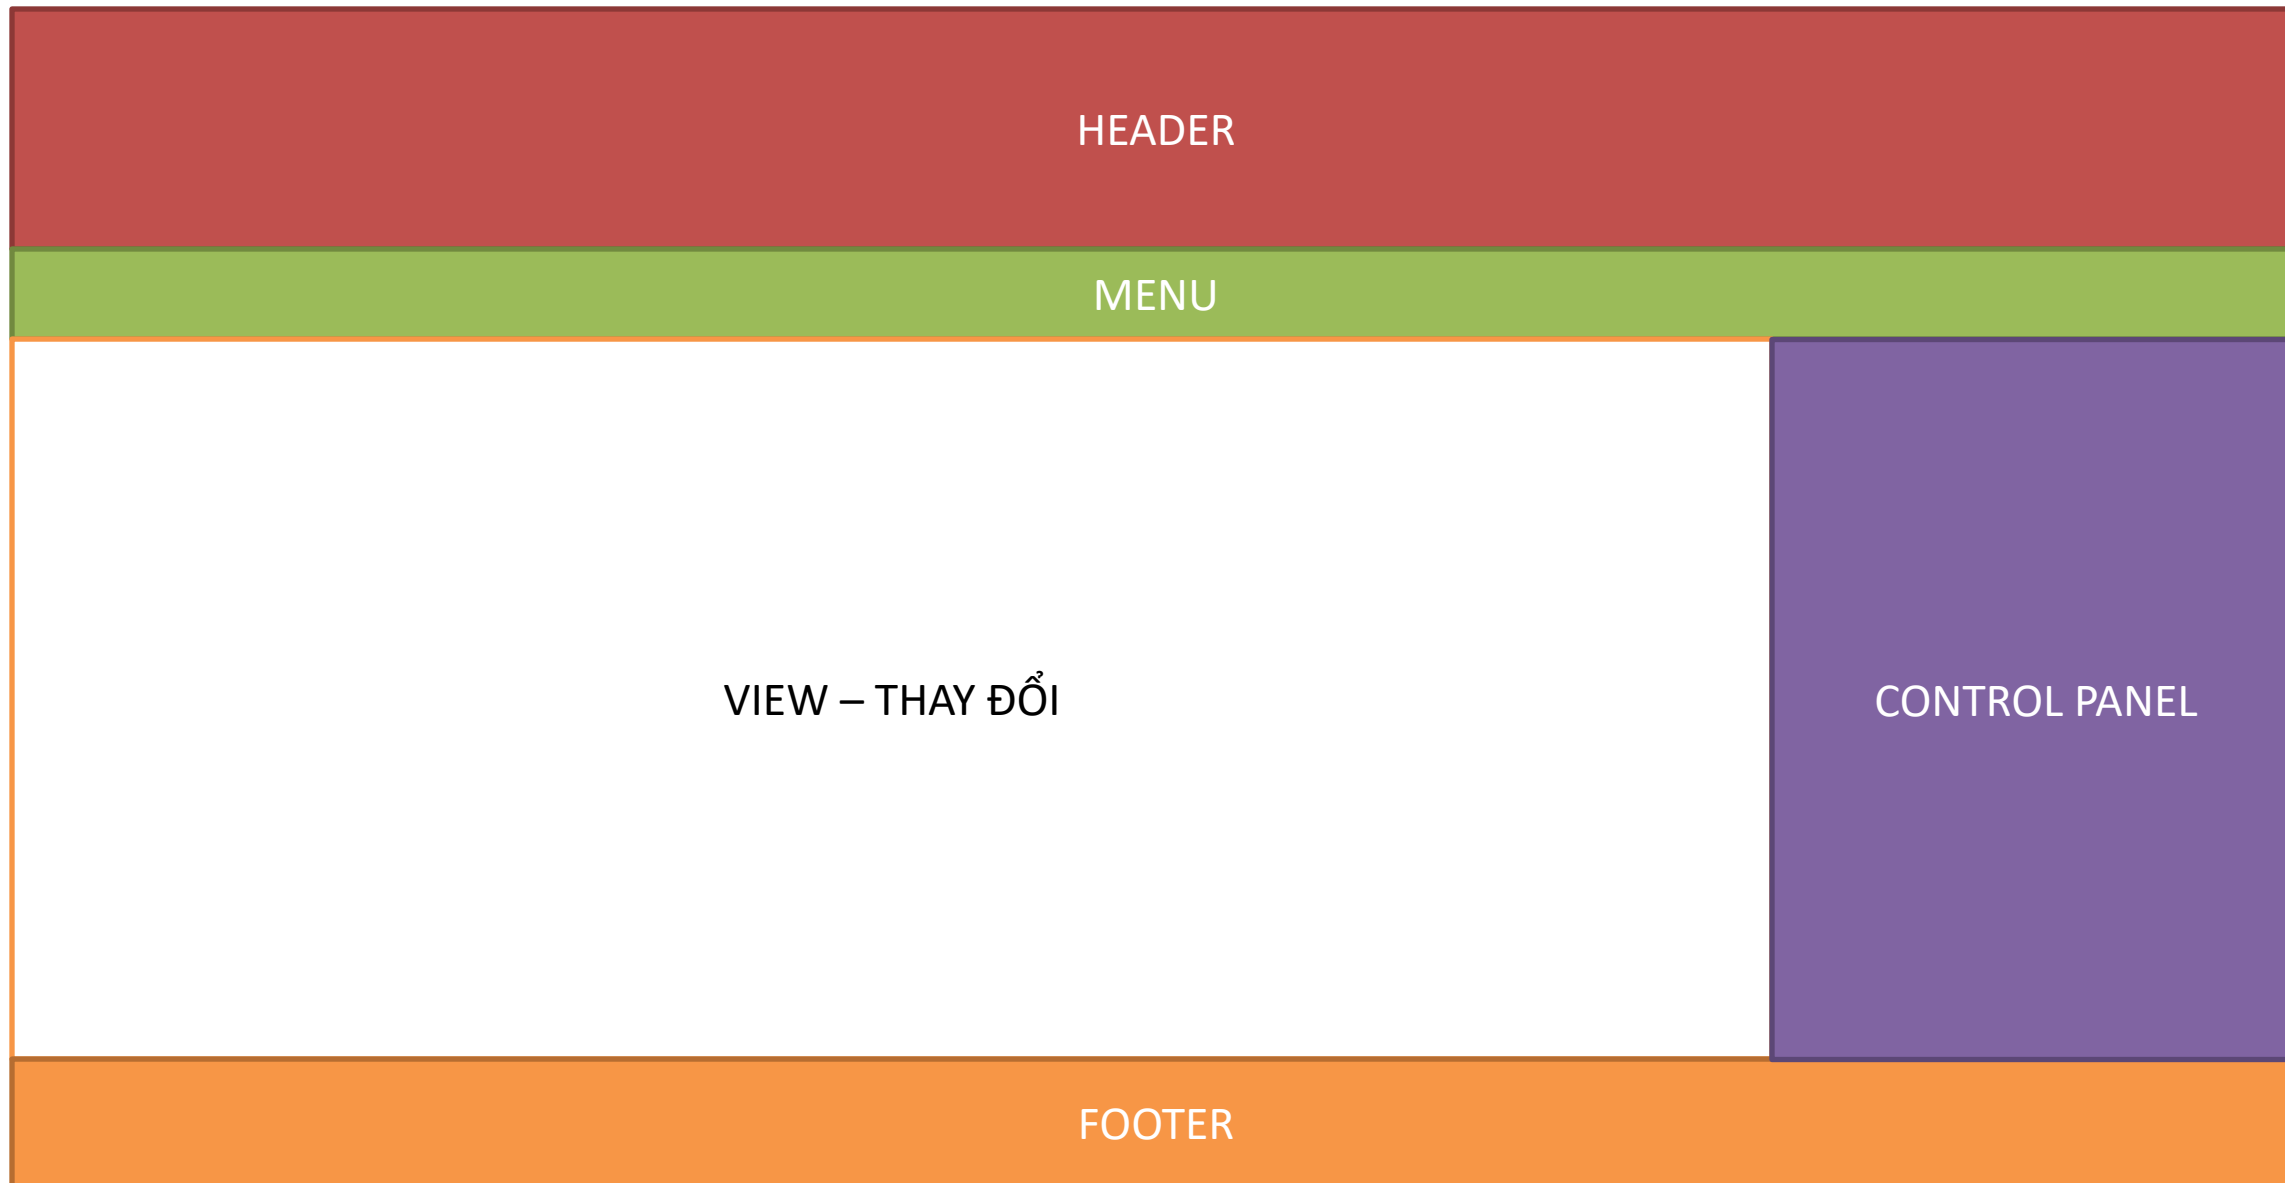 HEADER
MENU
VIEW – THAY ĐỔI
CONTROL PANEL
FOOTER